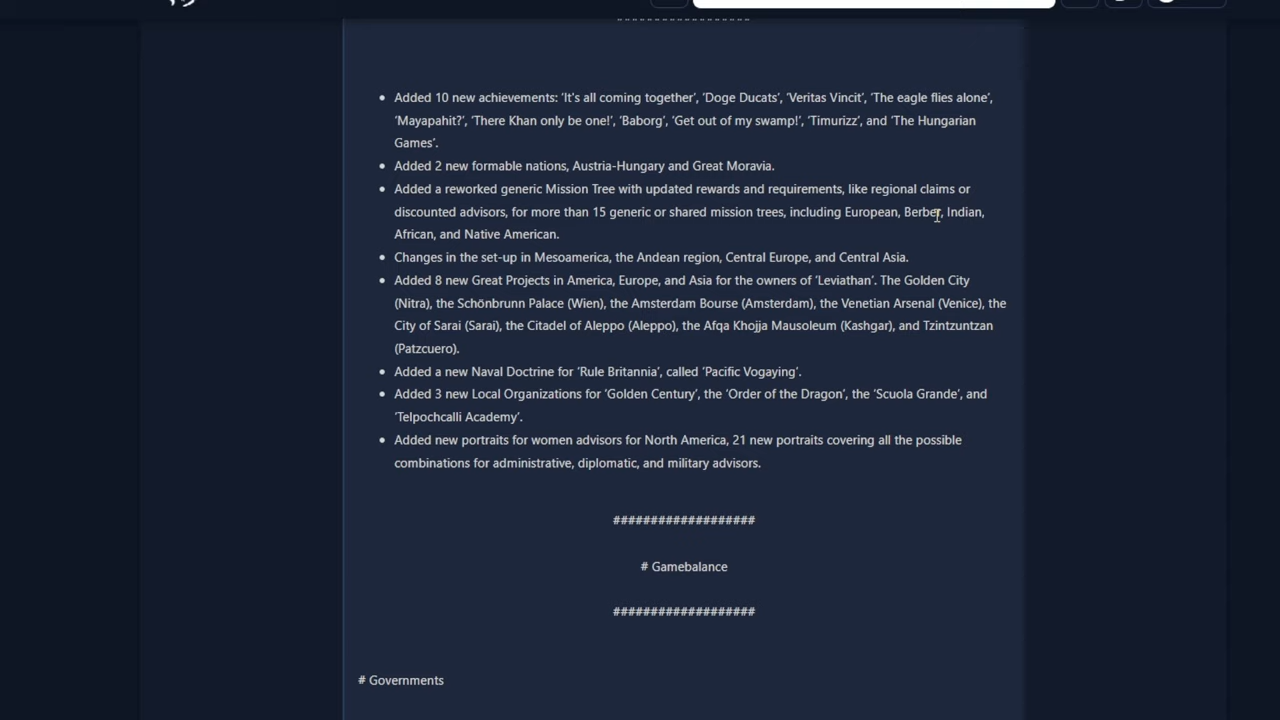 ###################
• Added 10 new achievements: 'It's all coming together', 'Doge Ducats', 'Veritas Vincit', 'The eagle flies alone',
'Mayapahit?', 'There Khan only be one!', 'Baborg', 'Get out of my swamp!', 'Timurizz', and 'The Hungarian
Games'.
• Added 2 new formable nations, Austria-Hungary and Great Moravia.
• Added a reworked generic Mission Tree with updated rewards and requirements, like regional claims or
discounted advisors, for more than 15 generic or shared mission trees, including European, Berber, Indian,
African, and Native American.
• Changes in the set-up in Mesoamerica, the Andean region, Central Europe, and Central Asia.
• Added 8 new Great Projects in America, Europe, and Asia for the owners of 'Leviathan'. The Golden City
(Nitra), the Schönbrunn Palace (Wien), the Amsterdam Bourse (Amsterdam), the Venetian Arsenal (Venice), the
City of Sarai (Sarai), the Citadel of Aleppo (Aleppo), the Afqa Khojja Mausoleum (Kashgar), and Tzintzuntzan
(Patzcuero).
• Added a new Naval Doctrine for 'Rule Britannia', called 'Pacific Vogaying'.
• Added 3 new Local Organizations for 'Golden Century', the 'Order of the Dragon', the 'Scuola Grande', and
'Telpochcalli Academy'.
• Added new portraits for women advisors for North America, 21 new portraits covering all the possible
combinations for administrative, diplomatic, and military advisors.
###################
# Gamebalance
###################
# Governments